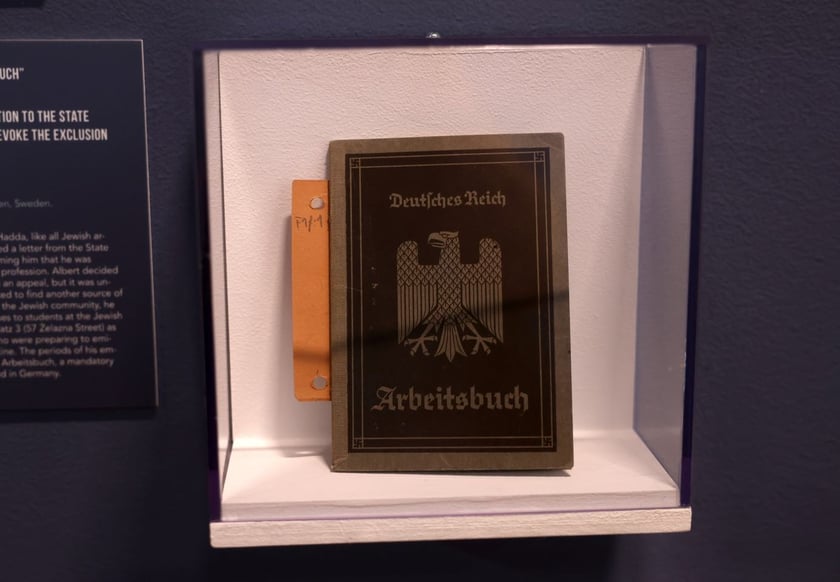 UCH"
TION TO THE STATE
EVOKE THE EXCLUSION
en, Sweden.
Hadda, like all Jewish ar-
ed a letter from the State
ming him that he was
profession. Albert decided
an appeal, but it was un-
ed to find another source of
the Jewish community, he
es to students at the Jewish
atz 3 (57 Żelazna Street) as
ho were preparing to emi-
ine. The periods of his em-
Arbeitsbuch, a mandatory
d in Germany.
Deutsches Reich
Arbeitsbuch